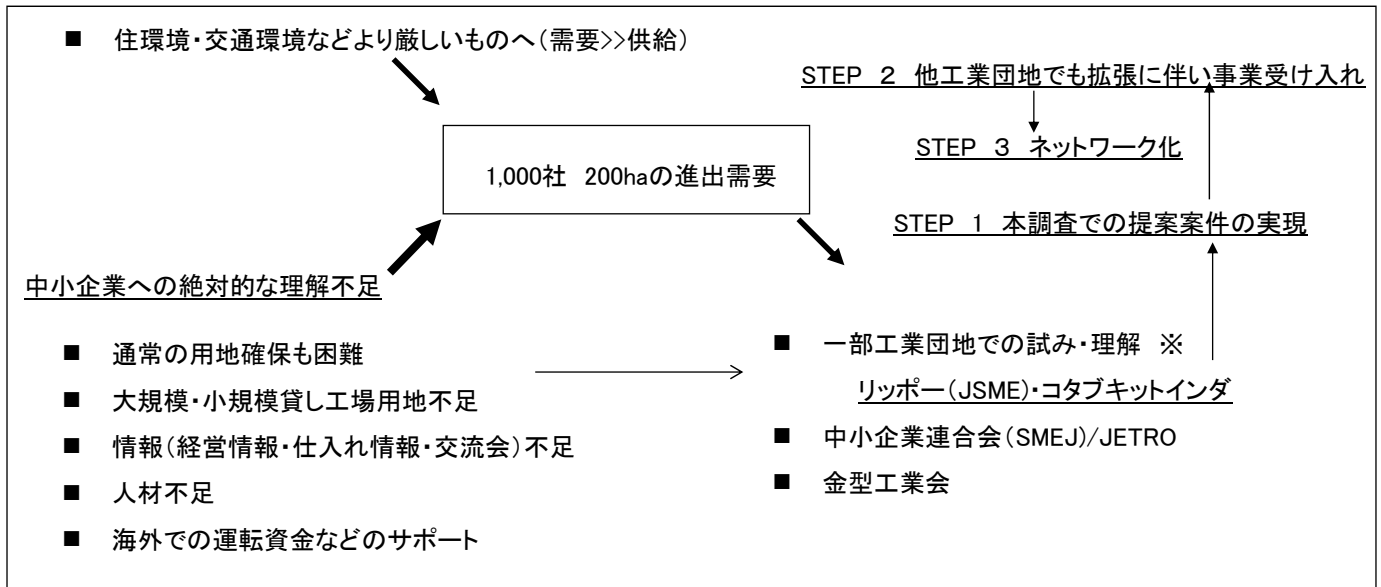 ■ 住環境・交通環境などより厳しいものへ(需要>>供給)
1,000社 200haの進出需要
中小企業への絶対的な理解不足
■ 通常の用地確保も困難
■ 大規模・小規模貸し工場用地不足
■ 情報(経営情報・仕入れ情報・交流会)不足
■ 人材不足
■ 海外での運転資金などのサポート
STEP 2 他工業団地でも拡張に伴い事業受け入れ
STEP 3 ネットワーク化
STEP 1 本調査での提案案件の実現
■ 一部工業団地での試み・理解 ※
リッポー(JSME)・コタブキットインダ
■ 中小企業連合会(SMEJ)/JETRO
■ 金型工業会